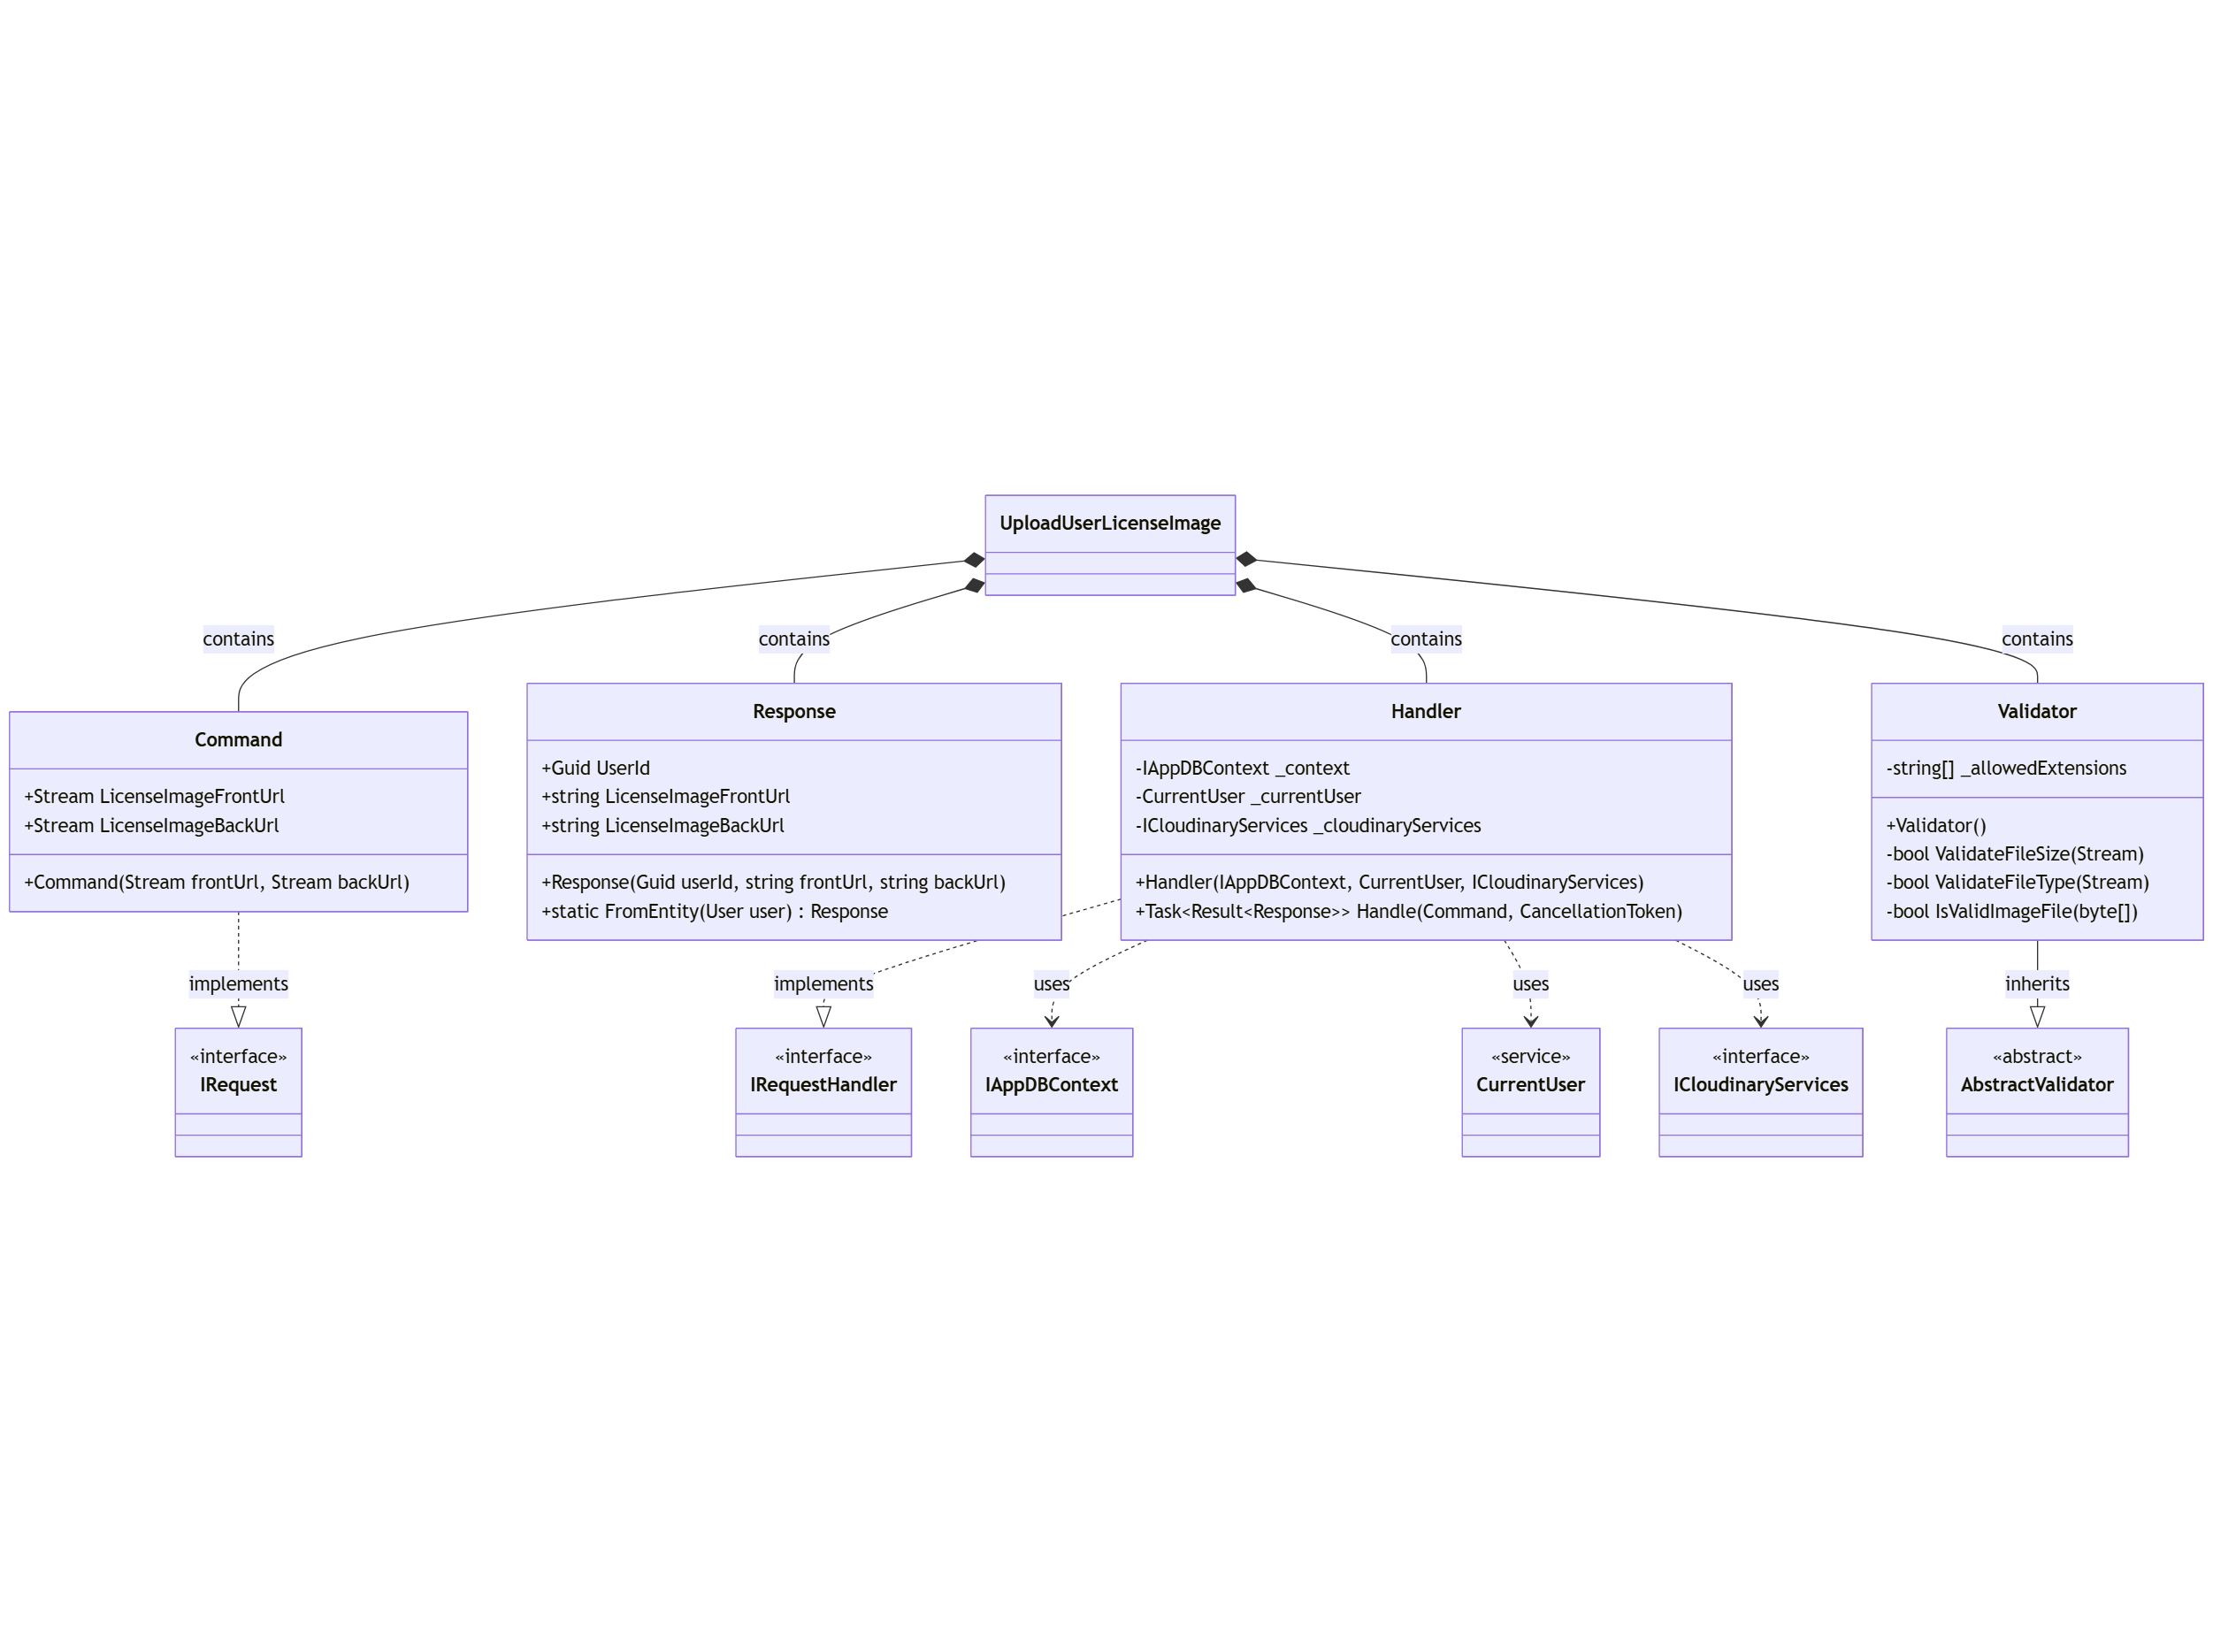 UploadUserLicenseImage
contains
contains
contains
contains
Command
+Stream LicenseImageFrontUrl
+Stream LicenseImageBackUrl
+Command(Stream frontUrl, Stream backUrl)
Response
+Guid UserId
+string LicenseImageFrontUrl
+string LicenseImageBackUrl
+Response(Guid userId, string frontUrl, string backUrl)
+static FromEntity(User user) : Response
Handler
-IAppDBContext _context
-CurrentUser _currentUser
-ICloudinaryServices _cloudinaryServices
+Handler(IAppDBContext, CurrentUser, ICloudinaryServices)
+Task<Result<Response>> Handle(Command, CancellationToken)
Validator
-string[] _allowedExtensions
+Validator()
-bool ValidateFileSize(Stream)
-bool ValidateFileType(Stream)
-bool IsValidImageFile(byte[])
implements
implements
uses
uses
uses
inherits
«interface»
IRequest
«interface»
IRequestHandler
«interface»
IAppDBContext
«service»
CurrentUser
«interface»
ICloudinaryServices
«abstract»
AbstractValidator